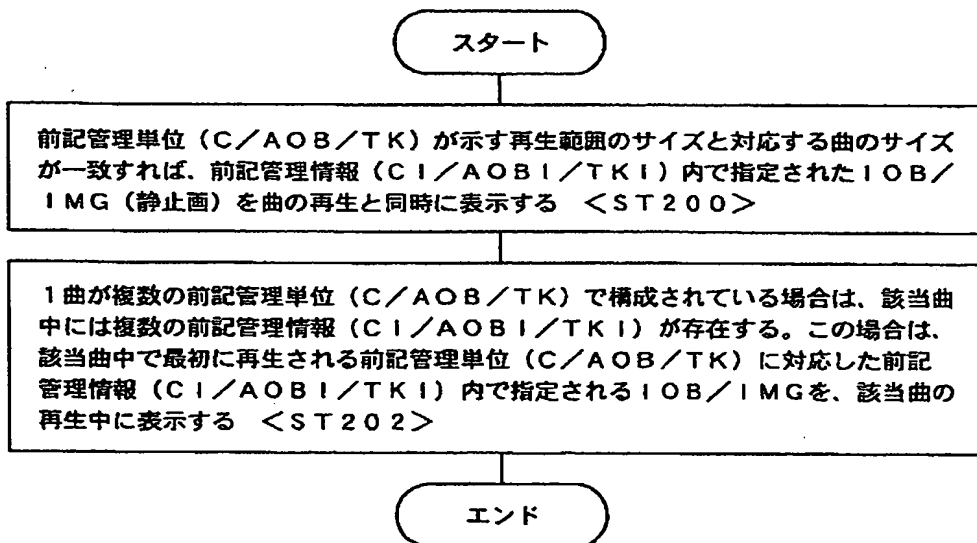 スタート
前記管理単位（C／AOB／TK）が示す再生範囲のサイズと対応する曲のサイズ
が一致すれば、前記管理情報（CI／AOBI／TKI）内で指定されたIOB／
IMG（静止画）を曲の再生と同時に表示する　＜ST200＞
1曲が複数の前記管理単位（C／AOB／TK）で構成されている場合は、該当曲
中には複数の前記管理情報（CI／AOBI／TKI）が存在する。この場合は、
該当曲中で最初に再生される前記管理単位（C／AOB／TK）に対応した前記
管理情報（CI／AOBI／TKI）内で指定されるIOB／IMGを、該当曲の
再生中に表示する　＜ST202＞
エンド